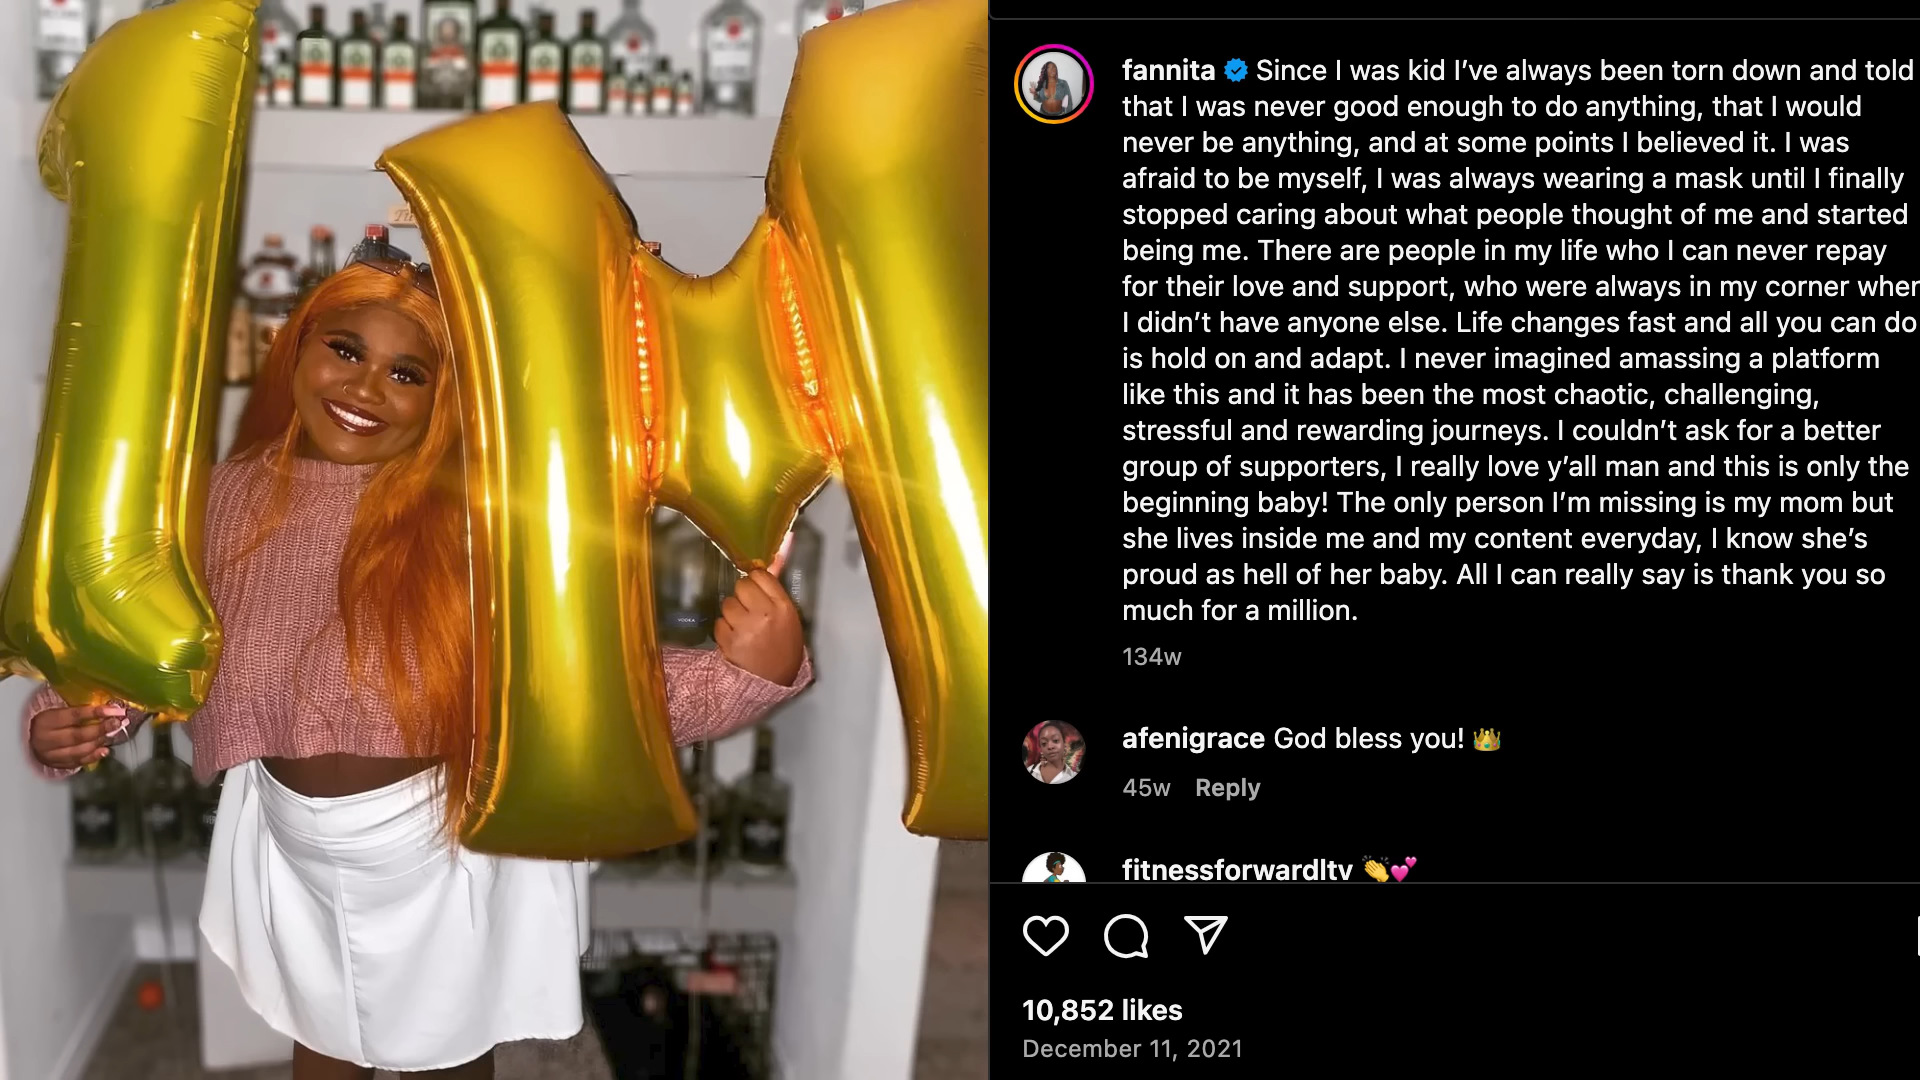 1M
fannita Since I was kid I’ve always been torn down and told
that I was never good enough to do anything, that I would
never be anything, and at some points I believed it. I was
afraid to be myself, I was always wearing a mask until I finally
stopped caring about what people thought of me and started
being me. There are people in my life who I can never repay
for their love and support, who were always in my corner when
I didn’t have anyone else. Life changes fast and all you can do
is hold on and adapt. I never imagined amassing a platform
like this and it has been the most chaotic, challenging,
stressful and rewarding journeys. I couldn’t ask for a better
group of supporters, I really love y’all man and this is only the
beginning baby! The only person I’m missing is my mom but
she lives inside me and my content everyday, I know she’s
proud as hell of her baby. All I can really say is thank you so
much for a million.
134w
afenigrace God bless you! 👑
45w Reply
fitnessforwardltv 👏💕
10,852 likes
December 11, 2021
VODKA